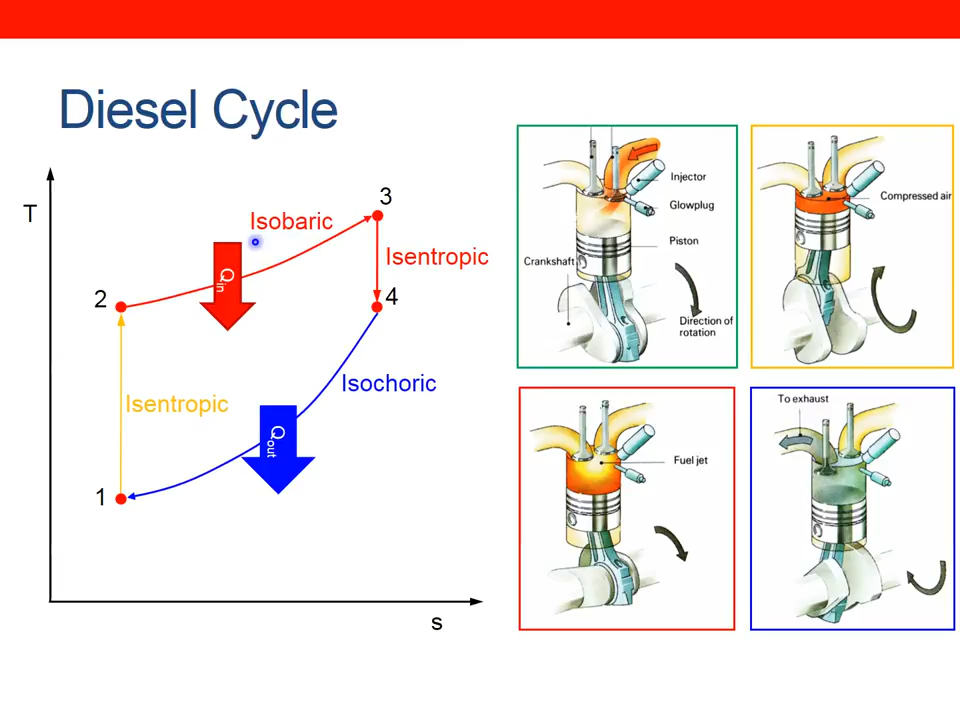 Diesel Cycle
T
3
Isobaric
Isentropic
Qin
2
4
Isochoric
Isentropic
Qout
1
s
Injector
Glowplug
Piston
Crankshaft
Direction of
rotation
Compressed air
Fuel jet
To exhaust